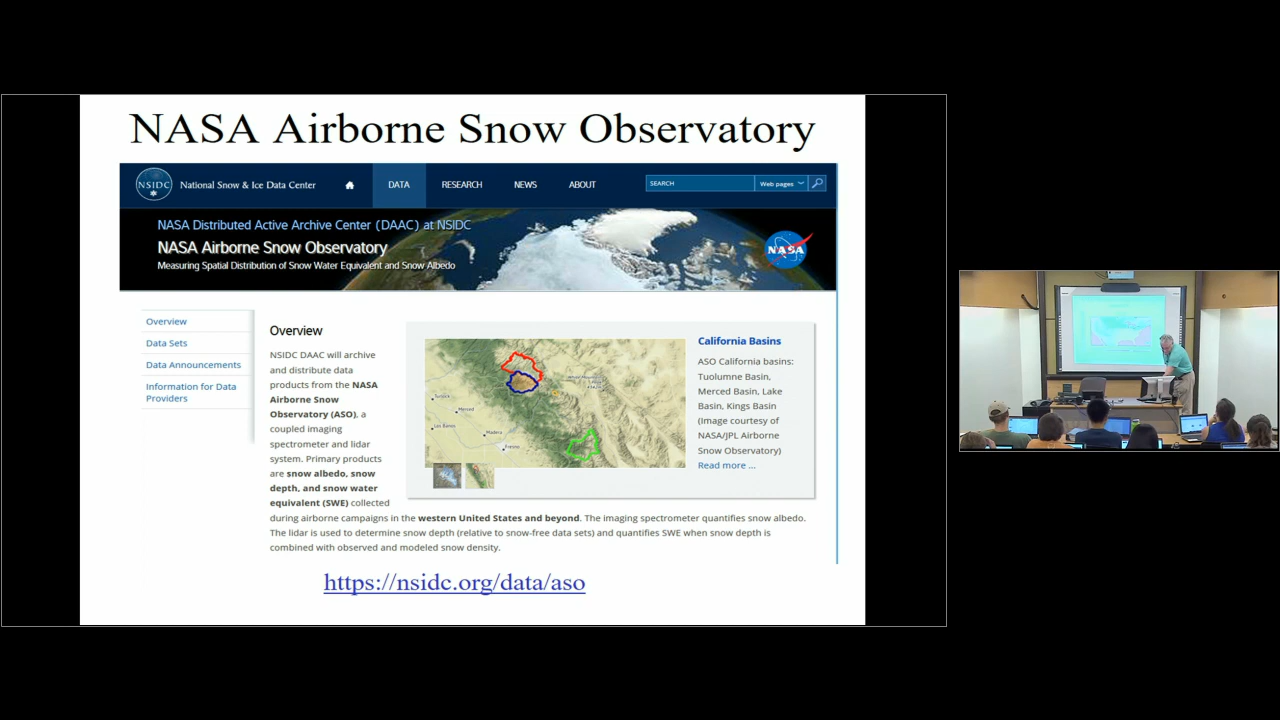 NASA Airborne Snow Observatory
NSIDC
National Snow & Ice Data Center
DATA
RESEARCH
NEWS
ABOUT
SEARCH
Web pages
NASA Distributed Active Archive Center (DAAC) at NSIDC
NASA Airborne Snow Observatory
Measuring Spatial Distribution of Snow Water Equivalent and Snow Albedo
NASA
Overview
Data Sets
Data Announcements
Information for Data
Providers
Overview
NSIDC DAAC will archive
and distribute data
products from the NASA
Airborne Snow
Observatory (ASO), a
coupled imaging
spectrometer and lidar
system. Primary products
are snow albedo, snow
depth, and snow water
equivalent (SWE) collected
during airborne campaigns in the western United States and beyond. The imaging spectrometer quantifies snow albedo.
The lidar is used to determine snow depth (relative to snow-free data sets) and quantifies SWE when snow depth is
combined with observed and modeled snow density.
Turlock
Merced
Los Banos
Madera
Fresno
California Basins
ASO California basins:
Tuolumne Basin,
Merced Basin, Lake
Basin, Kings Basin
(Image courtesy of
NASA/JPL Airborne
Snow Observatory)
Read more ...
https://nsidc.org/data/aso